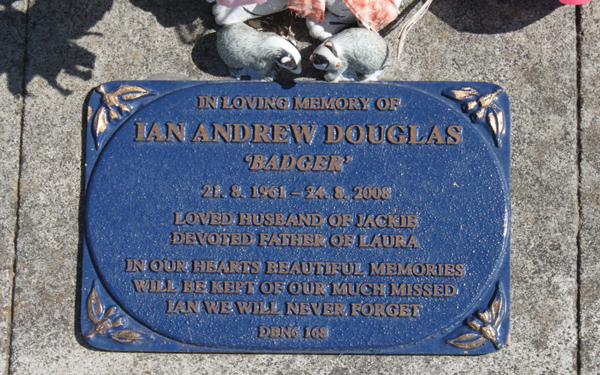 IN LOVING MEMORY OF
IAN ANDREW DOUGLAS
'BADGER'
21. 8. 1961 – 24. 8. 2008
LOVED HUSBAND OF JACKIE
DEVOTED FATHER OF LAURA
IN OUR HEARTS BEAUTIFUL MEMORIES
WILL BE KEPT OF OUR MUCH MISSED
IAN WE WILL NEVER FORGET
DBN6 168